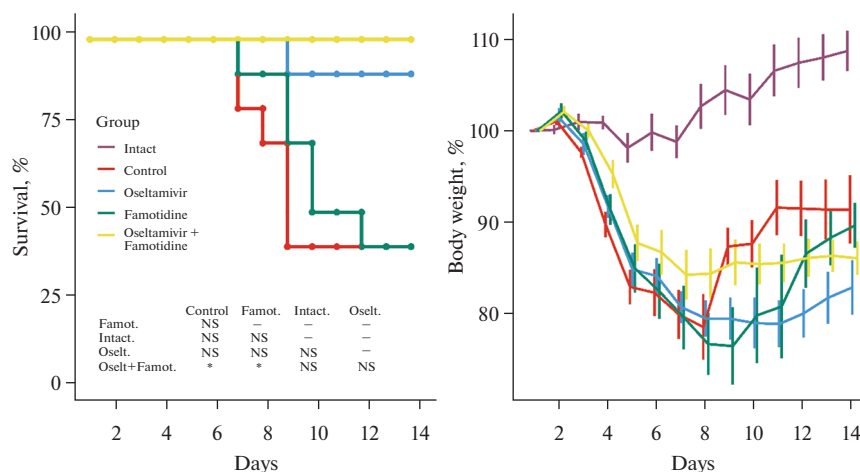 Survival, %
100
75
50
25
0
Group
Intact
Control
Oseltamivir
Famotidine
Oseltamivir +
Famotidine
Control Famot. Intact. Oselt.
Famot. NS – – –
Intact. NS NS – –
Oselt. NS NS NS –
Oselt+Famot. * * NS NS
2 4 6 8 10 12 14
Days
Body weight, %
110
100
90
80
2 4 6 8 10 12 14
Days